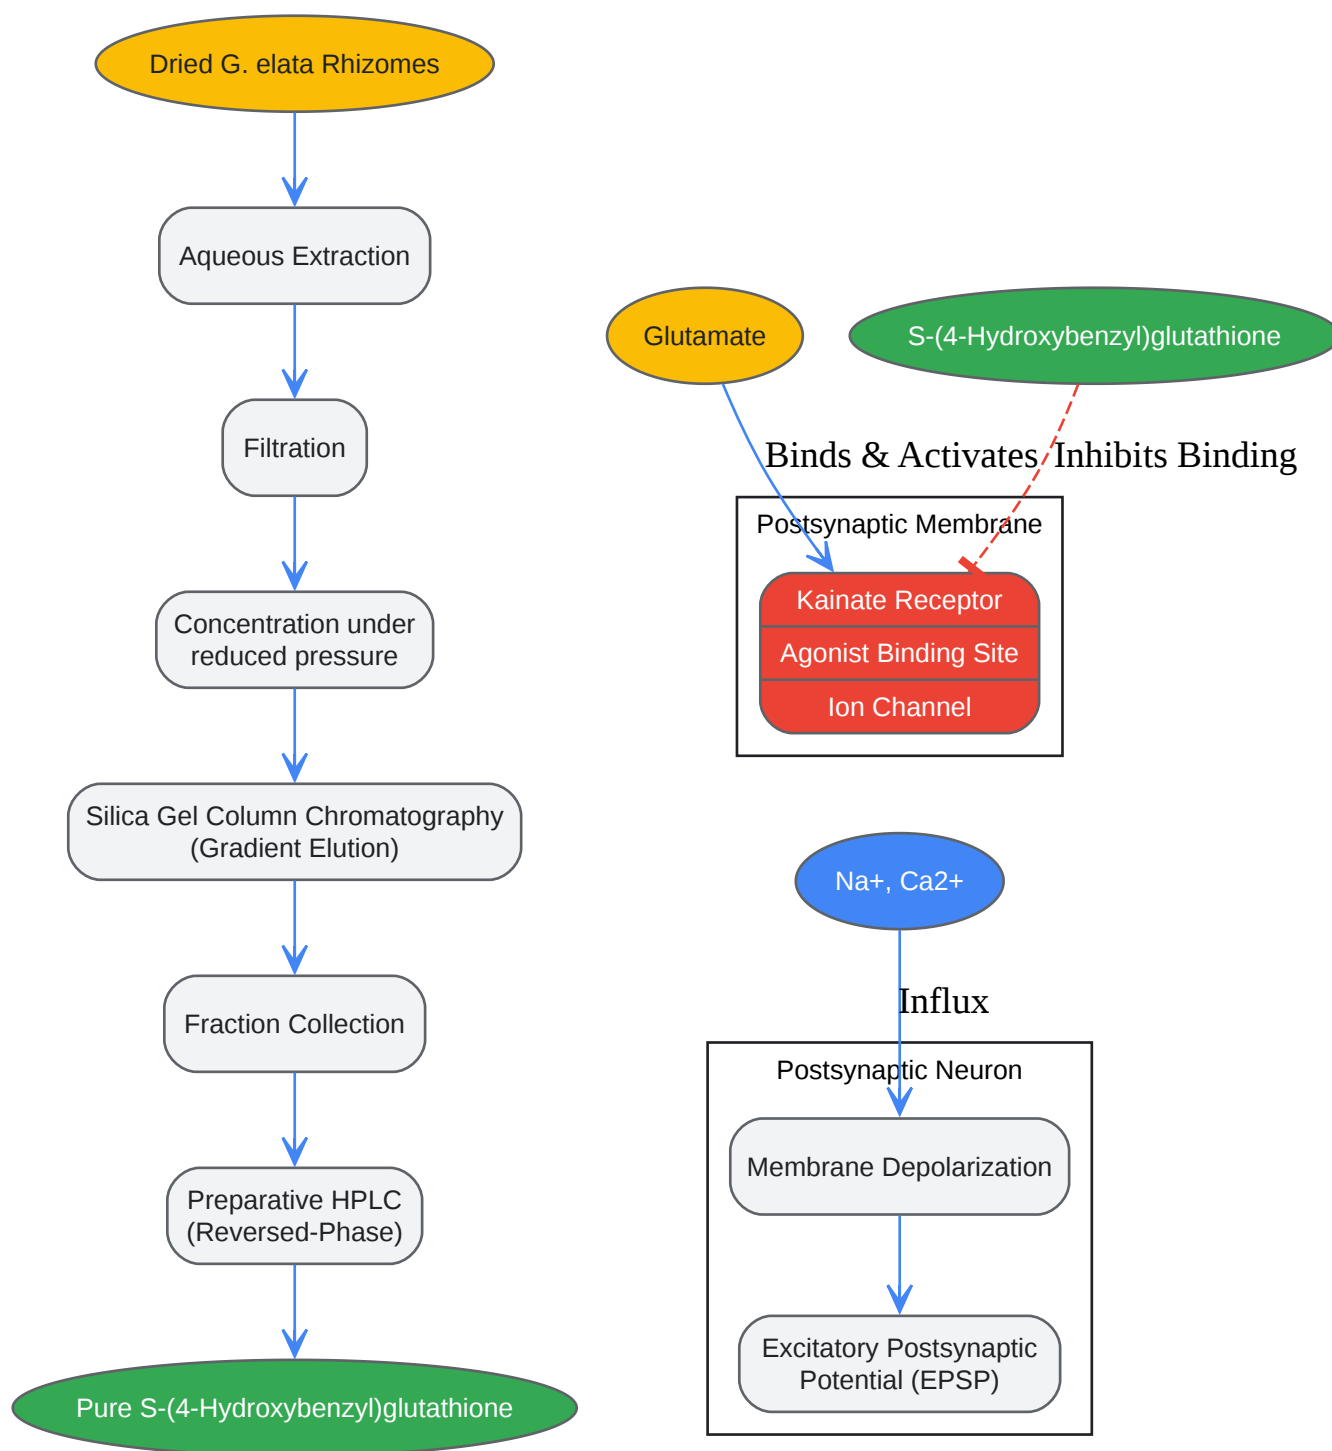 Dried G. elata Rhizomes
Aqueous Extraction
Filtration
Concentration under
reduced pressure
Silica Gel Column Chromatography
(Gradient Elution)
Fraction Collection
Preparative HPLC
(Reversed-Phase)
Pure S-(4-Hydroxybenzyl)glutathione
Glutamate
S-(4-Hydroxybenzyl)glutathione
Binds & Activates
Inhibits Binding
Postsynaptic Membrane
Kainate Receptor
Agonist Binding Site
Ion Channel
Na+, Ca2+
Influx
Postsynaptic Neuron
Membrane Depolarization
Excitatory Postsynaptic
Potential (EPSP)